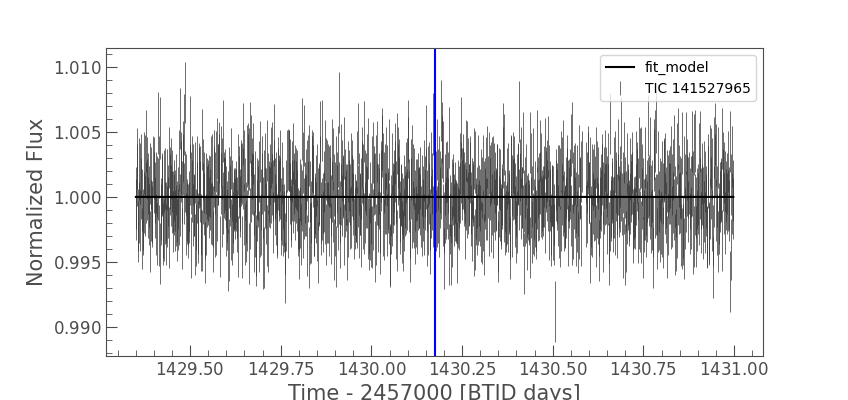 1.010
1.005
1.000
0.995
0.990
Normalized Flux
fit_model
TIC 141527965
1429.50 1429.75 1430.00 1430.25 1430.50 1430.75 1431.00
Time - 2457000 [BTJD days]